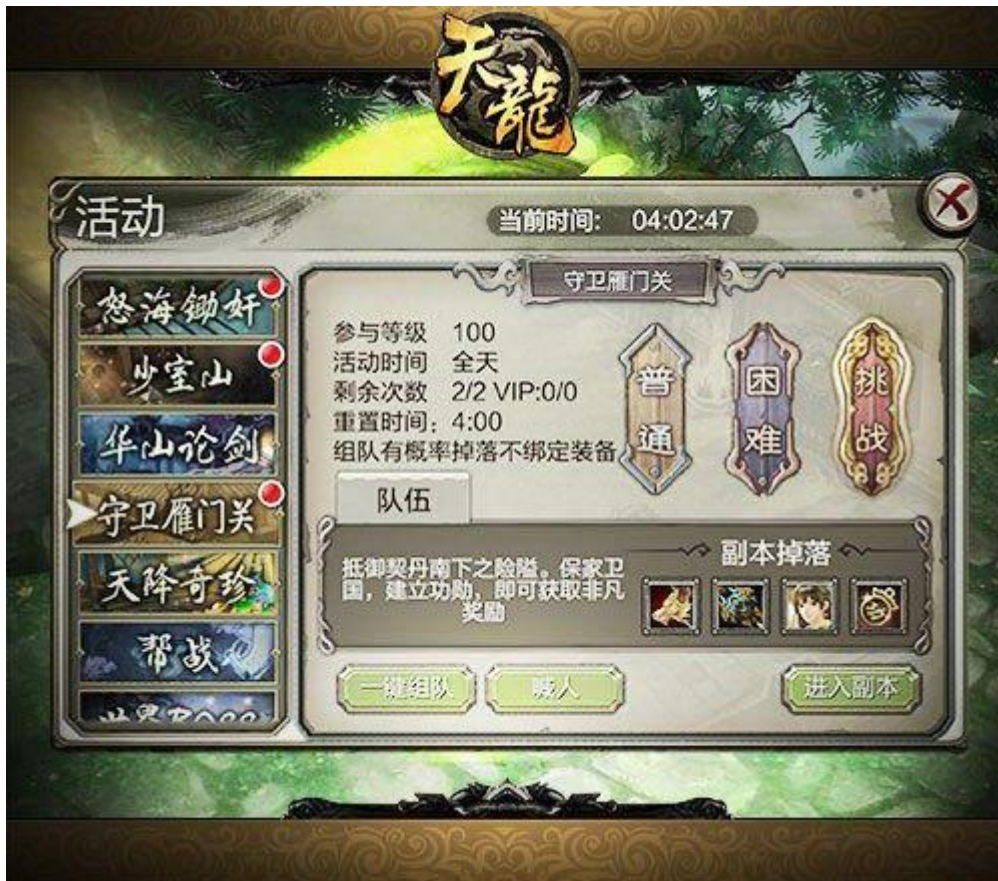 天龍
活动
当前时间: 04:02:47
怒海锄奸
少室山
华山论剑
守卫雁门关
天降奇珍
帮战
世界Boss
守卫雁门关
参与等级 100
活动时间 全天
剩余次数 2/2 VIP:0/0
重置时间：4:00
组队有概率掉落不绑定装备
普通
困难
挑战
队伍
抵御契丹南下之险隘。保家卫
国，建立功勋，即可获取非凡
奖励
副本掉落
一键组队
喊人
进入副本